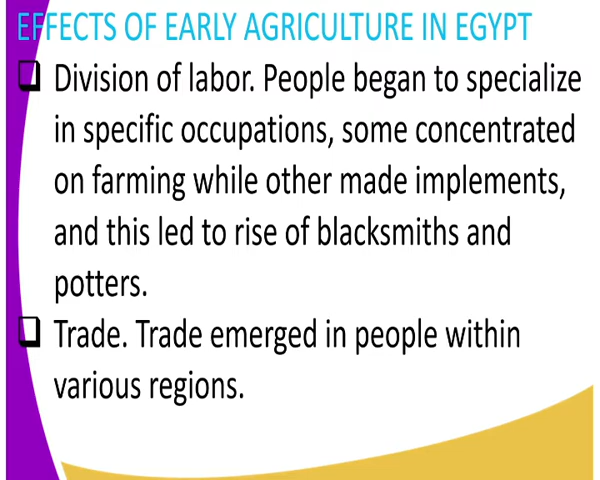 EFFECTS OF EARLY AGRICULTURE IN EGYPT
Division of labor. People began to specialize
in specific occupations, some concentrated
on farming while other made implements,
and this led to rise of blacksmiths and
potters.
Trade. Trade emerged in people within
various regions.